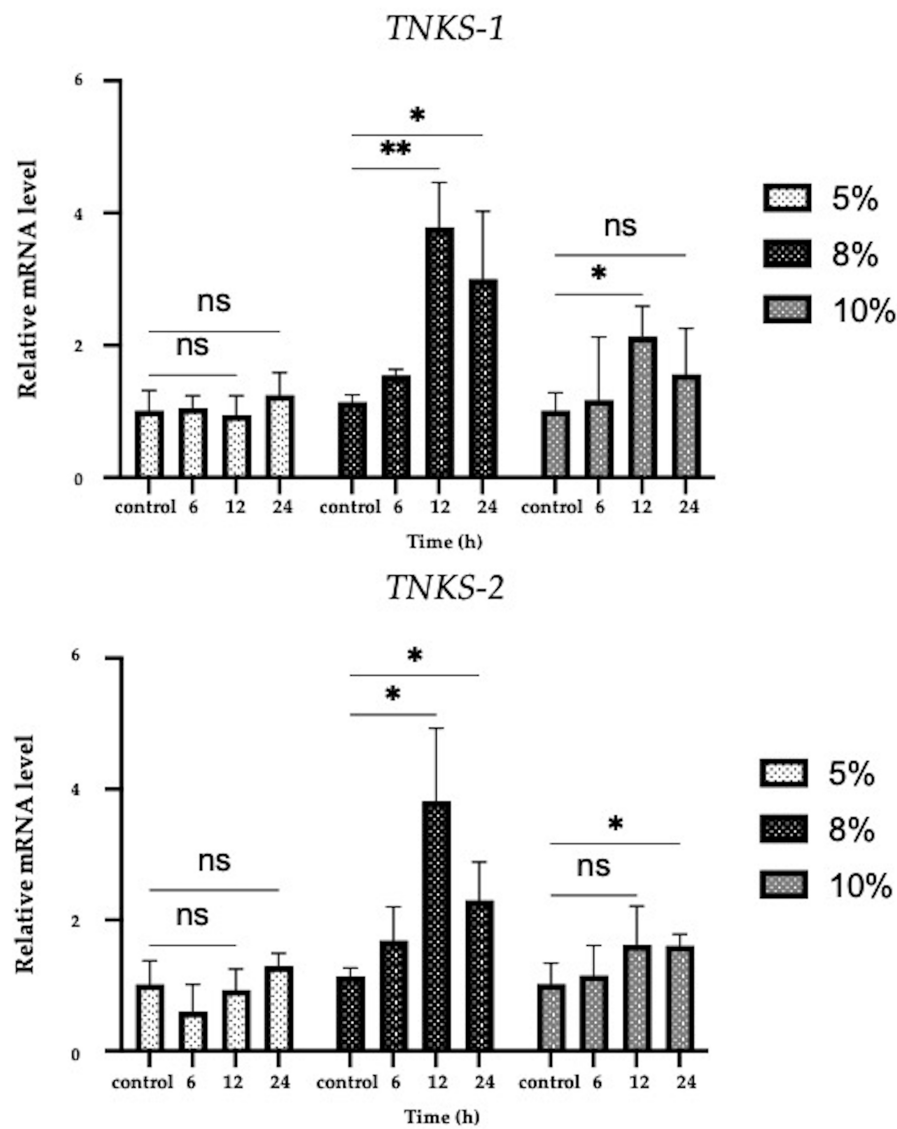 TNKS-1
6
*
**
4
ns
*
ns
ns
2
0
Relative mRNA level
control 6 12 24 control 6 12 24 control 6 12 24
Time (h)
5%
8%
10%
TNKS-2
6
*
*
4
*
ns
ns
ns
2
0
Relative mRNA level
control 6 12 24 control 6 12 24 control 6 12 24
Time (h)
5%
8%
10%